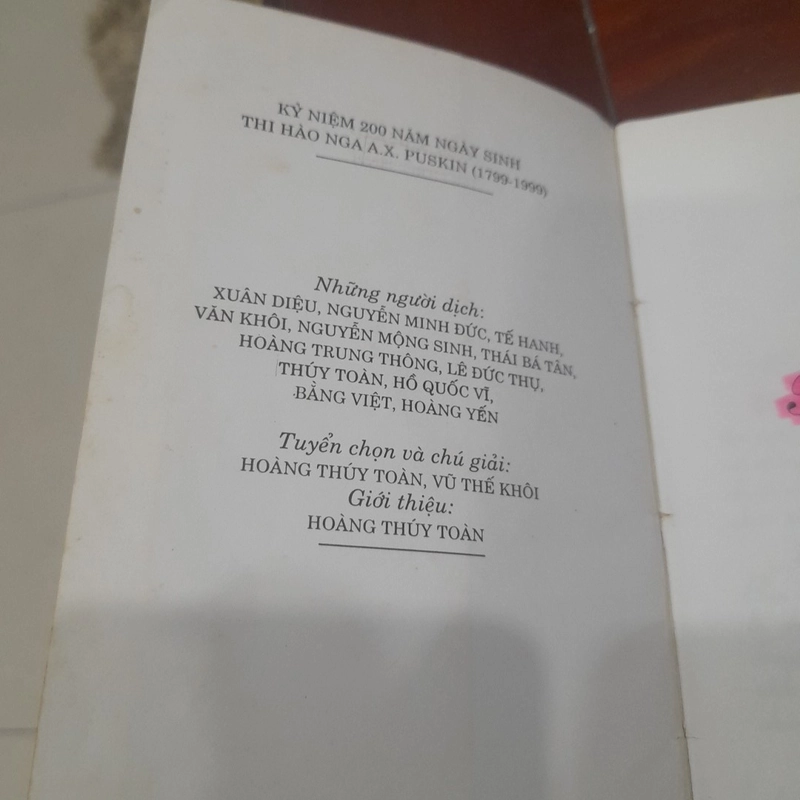 KỶ NIỆM 200 NĂM NGÀY SINH
THI HÀO NGA A.X. PUSKIN (1799-1999)
Những người dịch:
XUÂN DIỆU, NGUYỄN MINH ĐỨC, TẾ HANH,
VĂN KHÔI, NGUYỄN MỘNG SINH, THÁI BÁ TÂN,
HOÀNG TRUNG THÔNG, LÊ ĐỨC THỤ,
THÚY TOÀN, HỒ QUỐC VĨ,
BẰNG VIỆT, HOÀNG YẾN
Tuyển chọn và chú giải:
HOÀNG THÚY TOÀN, VŨ THẾ KHÔI
Giới thiệu:
HOÀNG THÚY TOÀN